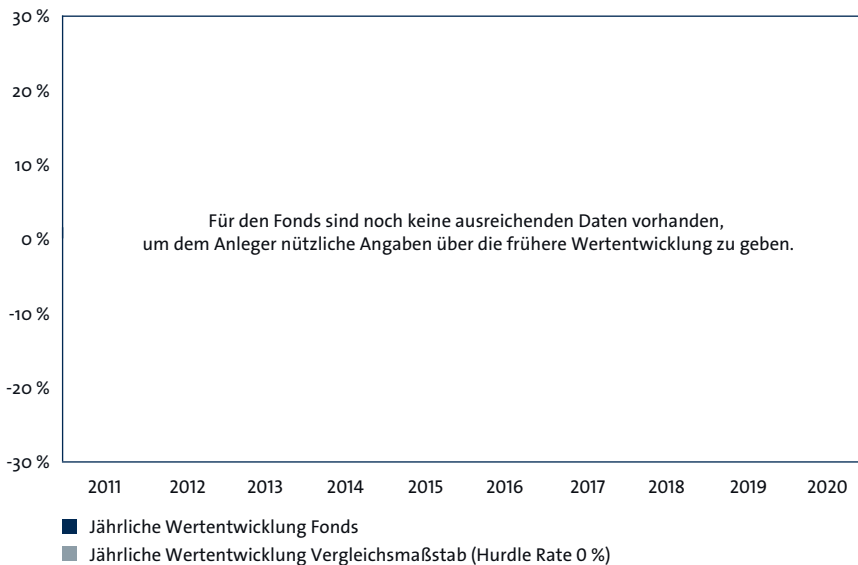 30 %
20 %
10 %
0 %
-10 %
-20 %
-30 %
Für den Fonds sind noch keine ausreichenden Daten vorhanden,
um dem Anleger nützliche Angaben über die frühere Wertentwicklung zu geben.
2011 2012 2013 2014 2015 2016 2017 2018 2019 2020
Jährliche Wertentwicklung Fonds
Jährliche Wertentwicklung Vergleichsmaßstab (Hurdle Rate 0 %)